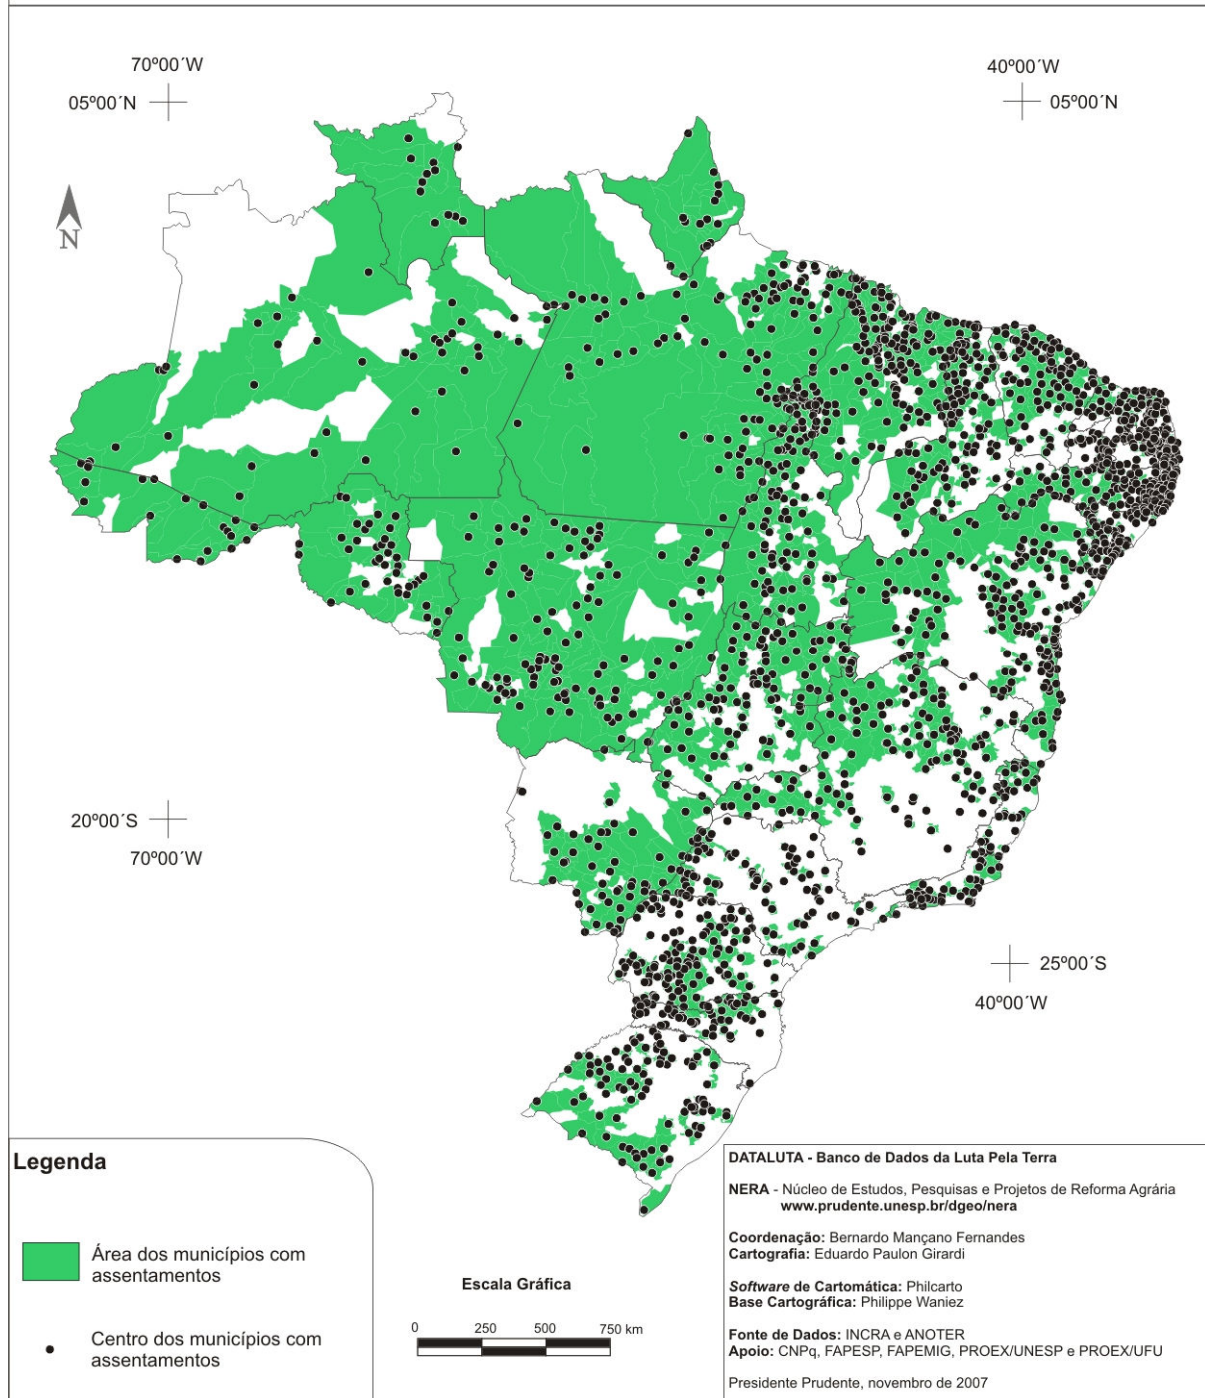 70º00´W
40º00´W
05º00´N
05º00´N
N
20º00´S
70º00´W
25º00´S
40º00´W
Legenda
Área dos municípios com
assentamentos
Centro dos municípios com
assentamentos
Escala Gráfica
0 250 500 750 km
DATALUTA - Banco de Dados da Luta Pela Terra
NERA - Núcleo de Estudos, Pesquisas e Projetos de Reforma Agrária
www.prudente.unesp.br/dgeo/nera
Coordenação: Bernardo Mançano Fernandes
Cartografia: Eduardo Paulon Girardi
Software de Cartomática: Philcarto
Base Cartográfica: Philippe Waniez
Fonte de Dados: INCRA e ANOTER
Apoio: CNPq, FAPESP, FAPEMIG, PROEX/UNESP e PROEX/UFU
Presidente Prudente, novembro de 2007